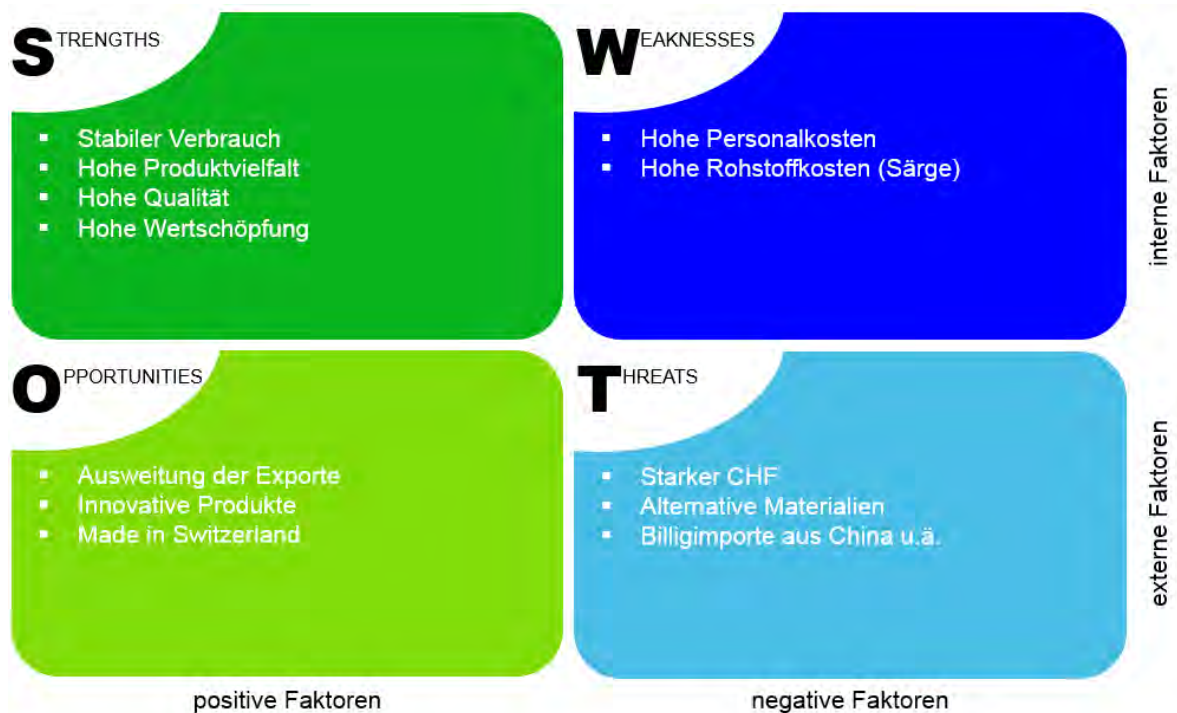 STRENGTHS
▪ Stabiler Verbrauch
▪ Hohe Produktvielfalt
▪ Hohe Qualität
▪ Hohe Wertschöpfung
WEAKNESSES
▪ Hohe Personalkosten
▪ Hohe Rohstoffkosten (Särge)
interne Faktoren
OPPORTUNITIES
▪ Ausweitung der Exporte
▪ Innovative Produkte
▪ Made in Switzerland
THREATS
▪ Starker CHF
▪ Alternative Materialien
▪ Billigimporte aus China u.ä.
externe Faktoren
positive Faktoren
negative Faktoren